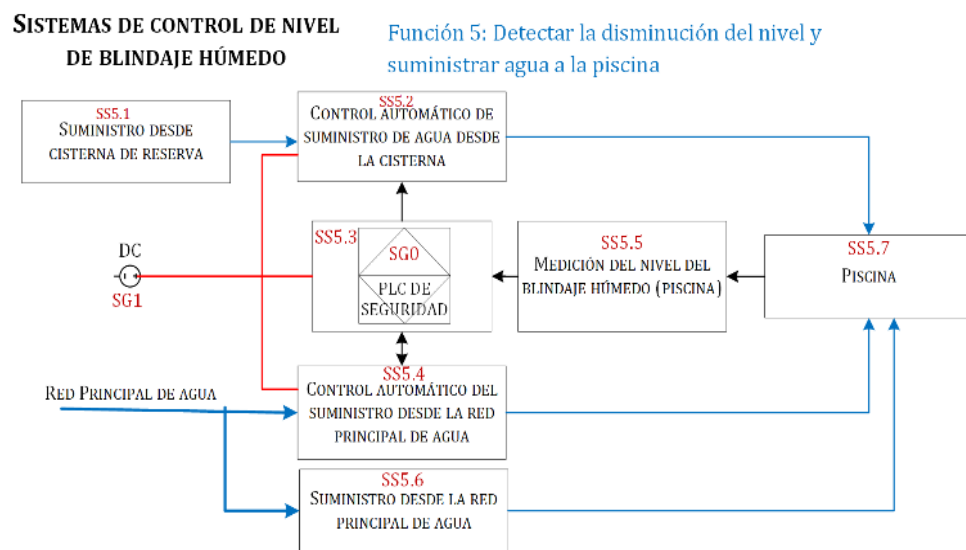 SISTEMAS DE CONTROL DE NIVEL
DE BLINDAJE HÚMEDO
Función 5: Detectar la disminución del nivel y
suministrar agua a la piscina
SS5.1
SUMINISTRO DESDE
CISTERNA DE RESERVA
SS5.2
CONTROL AUTOMÁTICO DE
SUMINISTRO DE AGUA DESDE
LA CISTERNA
DC
SG1
SS5.3
SG0
PLC DE
SEGURIDAD
SS5.5
MEDICIÓN DEL NIVEL DEL
BLINDAJE HÚMEDO (PISCINA)
SS5.7
PISCINA
RED PRINCIPAL DE AGUA
SS5.4
CONTROL AUTOMÁTICO DEL
SUMINISTRO DESDE LA RED
PRINCIPAL DE AGUA
SS5.6
SUMINISTRO DESDE LA RED
PRINCIPAL DE AGUA